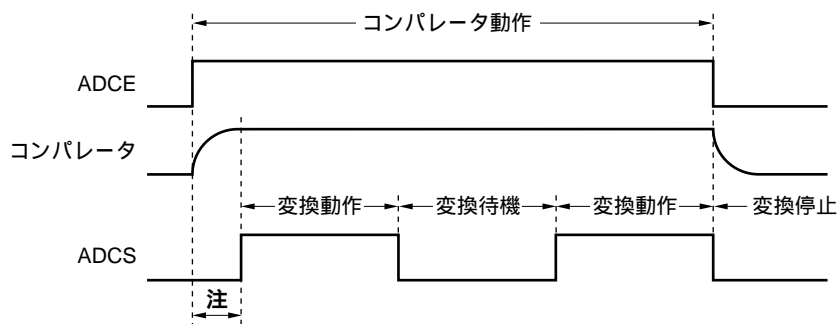 コンパレータ動作
ADCE
コンパレータ
変換動作 変換待機 変換動作 変換停止
ADCS
注